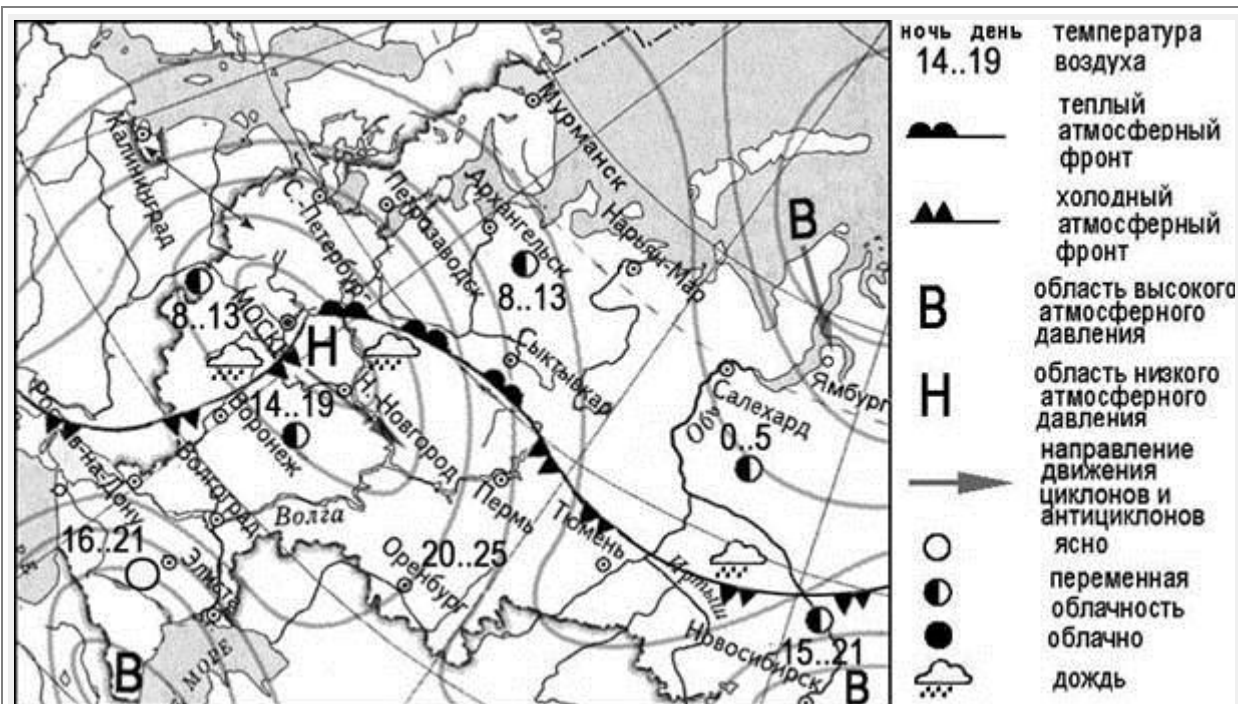 Мурманск
Калининград
С.-Петербург
Петрозаводск
Архангельск
Нарьян-Мар
В
8..13
8..13
МОСКВА
Н
Сыктывкар
Салехард
Ямбург
Обь
0..5
14..19
Н. Новгород
Воронеж
Ростов-на-Дону
Волгоград
Волга
Пермь
Тюмень
Иртыш
16..21
Элиста
Оренбург
20..25
Новосибирск
15..21
МОРЕ
В
В
ночь день
14..19
температура
воздуха
теплый
атмосферный
фронт
холодный
атмосферный
фронт
В
область высокого
атмосферного
давления
Н
область низкого
атмосферного
давления
направление
движения
циклонов и
антициклонов
ясно
переменная
облачность
облачно
дождь